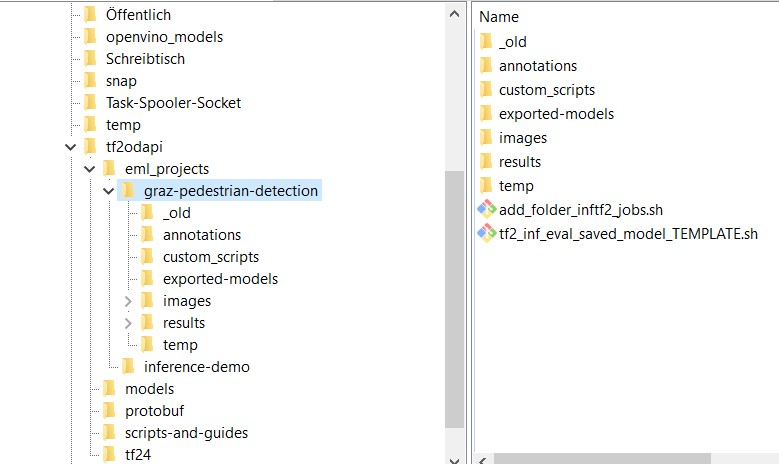 Öffentlich
openvino_models
Schreibtisch
snap
Task-Spooler-Socket
temp
tf2odapi
eml_projects
graz-pedestrian-detection
_old
annotations
custom_scripts
exported-models
images
results
temp
inference-demo
models
protobuf
scripts-and-guides
tf24
Name
_old
annotations
custom_scripts
exported-models
images
results
temp
add_folder_inftf2_jobs.sh
tf2_inf_eval_saved_model_TEMPLATE.sh